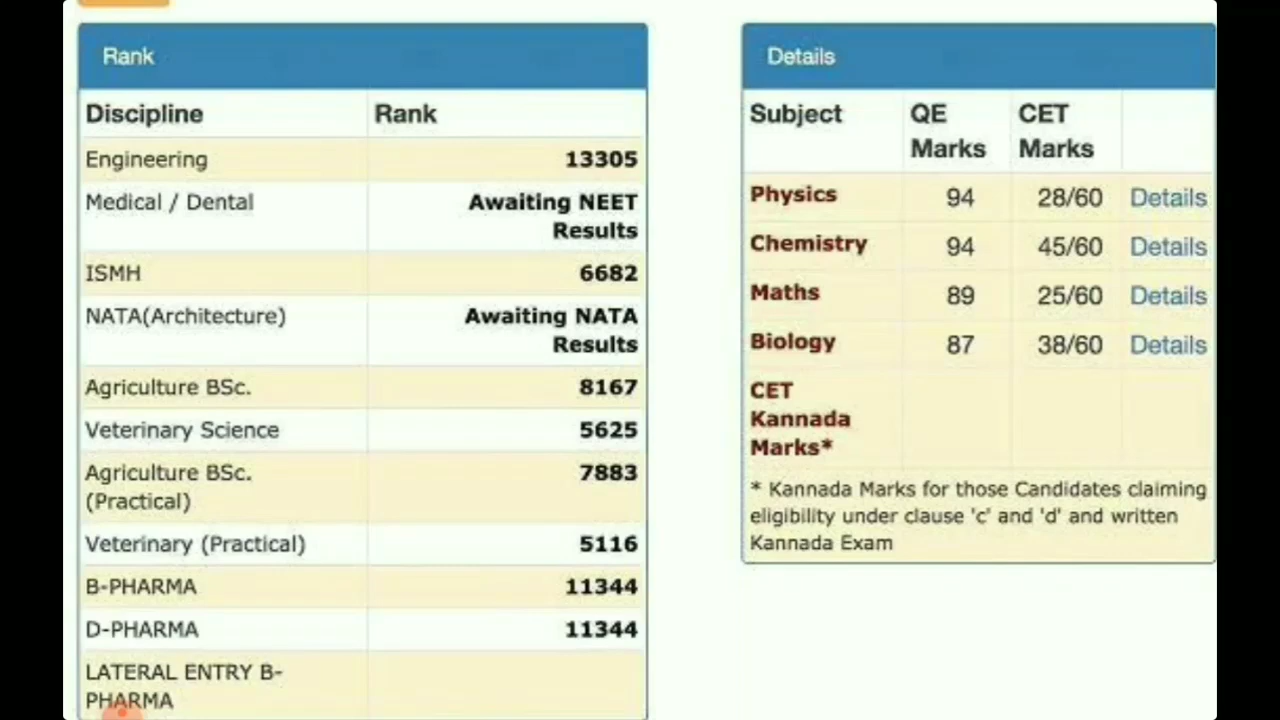 Rank
Discipline Rank
Engineering 13305
Medical / Dental Awaiting NEET
Results
ISMH 6682
NATA(Architecture) Awaiting NATA
Results
Agriculture BSc. 8167
Veterinary Science 5625
Agriculture BSc. 7883
(Practical)
Veterinary (Practical) 5116
B-PHARMA 11344
D-PHARMA 11344
LATERAL ENTRY B-
PHARMA
Details
Subject QE CET
Marks Marks
Physics 94 28/60 Details
Chemistry 94 45/60 Details
Maths 89 25/60 Details
Biology 87 38/60 Details
CET
Kannada
Marks*
* Kannada Marks for those Candidates claiming
eligibility under clause 'c' and 'd' and written
Kannada Exam